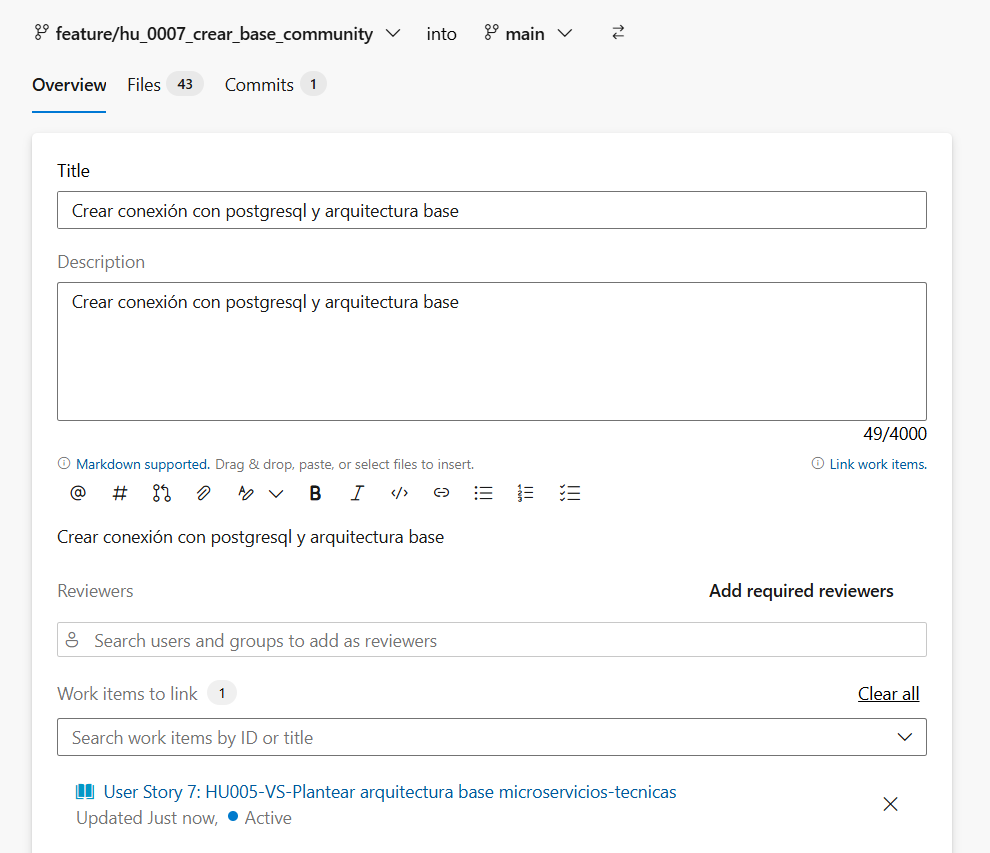 feature/hu_0007_crear_base_community into main
Overview Files 43 Commits 1
Title
Crear conexión con postgresql y arquitectura base
Description
Crear conexión con postgresql y arquitectura base
49/4000
Markdown supported. Drag & drop, paste, or select files to insert. Link work items.
Crear conexión con postgresql y arquitectura base
Reviewers Add required reviewers
Search users and groups to add as reviewers
Work items to link 1 Clear all
Search work items by ID or title
User Story 7: HU005-VS-Plantear arquitectura base microservicios-tecnicas
Updated Just now, Active